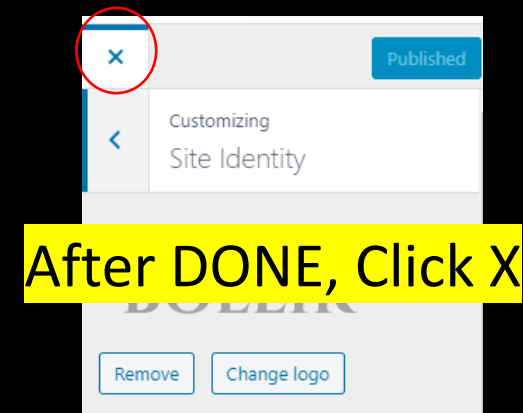 Published
Customizing
Site Identity
After DONE, Click X
Remove
Change logo